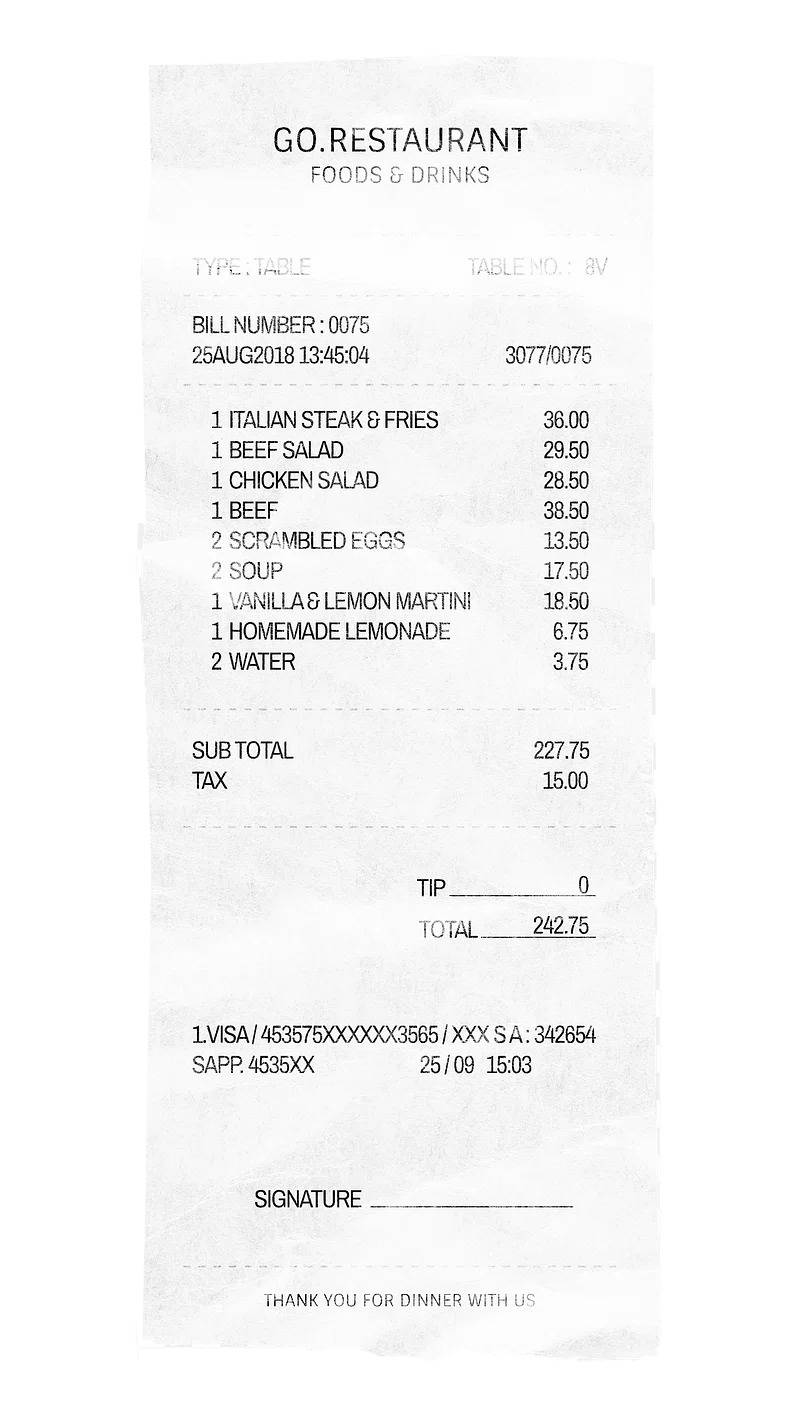 GO.RESTAURANT
FOODS & DRINKS
TYPE : TABLE TABLE NO. : 8V
BILL NUMBER : 0075
25AUG2018 13:45:04 3077/0075
1 ITALIAN STEAK & FRIES 36.00
1 BEEF SALAD 29.50
1 CHICKEN SALAD 28.50
1 BEEF 38.50
2 SCRAMBLED EGGS 13.50
2 SOUP 17.50
1 VANILLA & LEMON MARTINI 18.50
1 HOMEMADE LEMONADE 6.75
2 WATER 3.75
SUB TOTAL 227.75
TAX 15.00
TIP 0
TOTAL 242.75
1.VISA / 453575XXXXXX3565 / XXX S A : 342654
SAPP. 4535XX 25 / 09 15:03
SIGNATURE
THANK YOU FOR DINNER WITH US